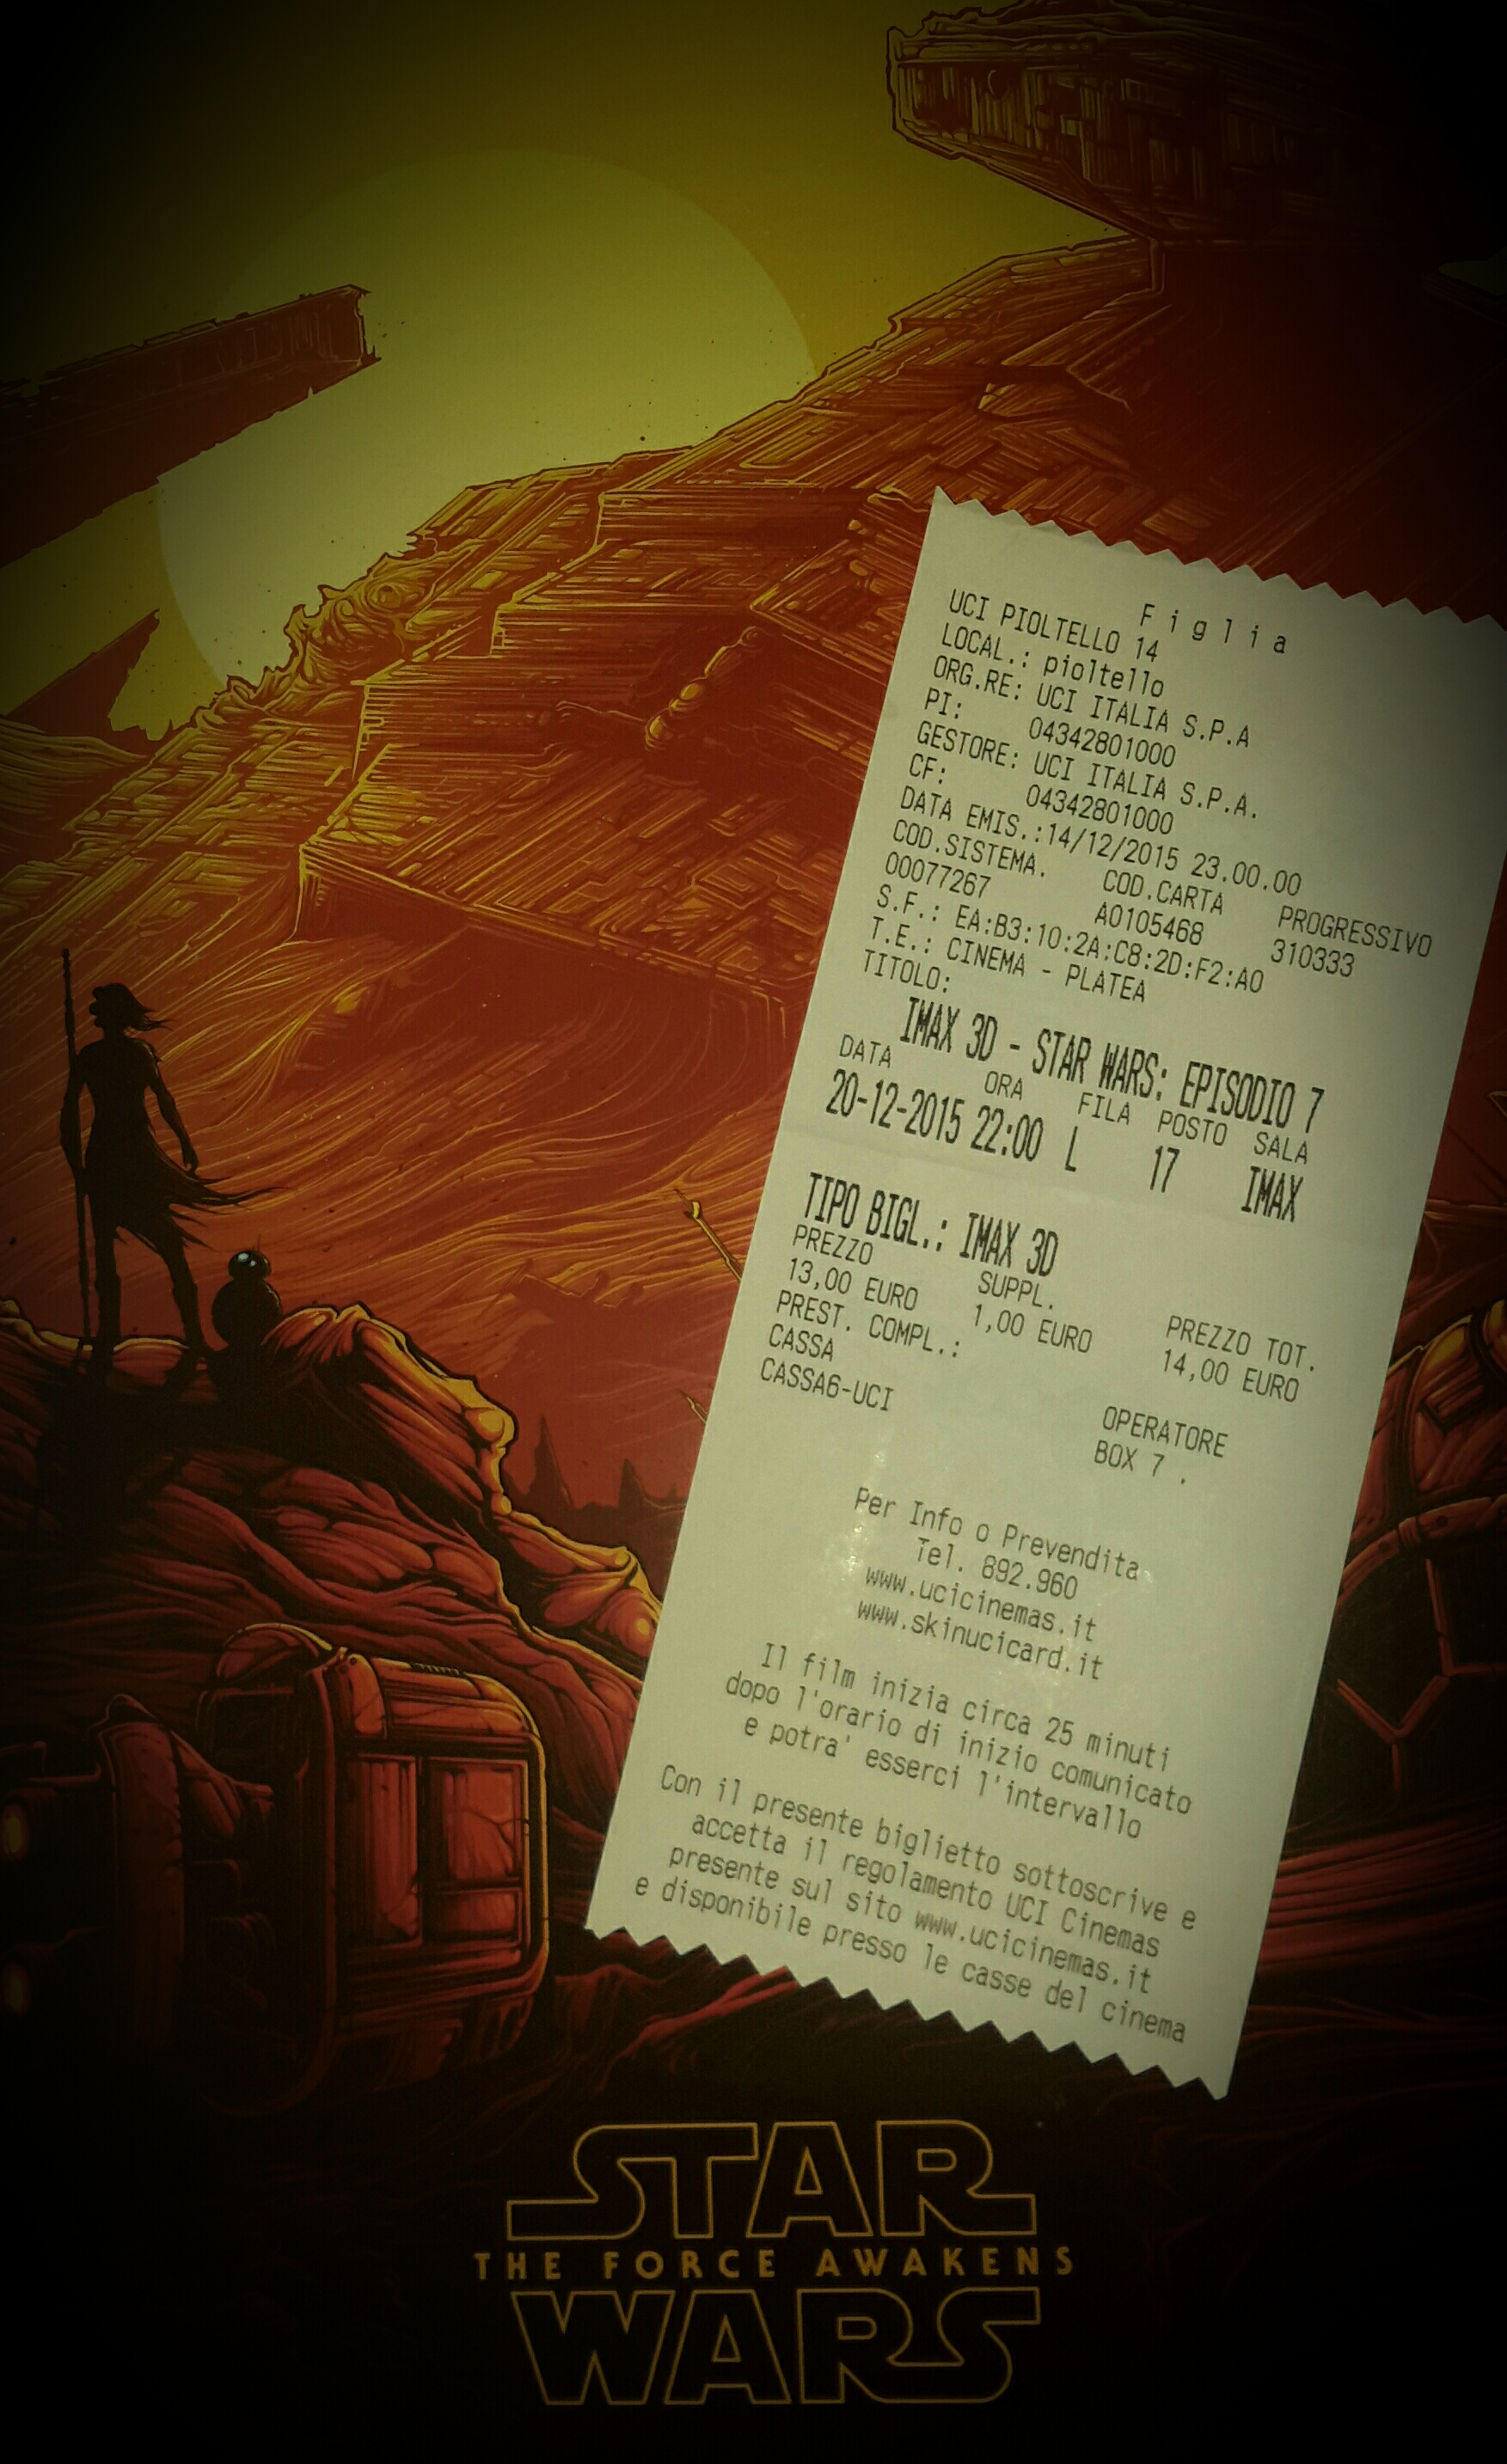 Figlia
UCI PIOLTELLO 14
LOCAL.: pioltello
ORG.RE: UCI ITALIA S.P.A
PI: 04342801000
GESTORE: UCI ITALIA S.P.A.
CF: 04342801000
DATA EMIS.:14/12/2015 23.00.00
COD.SISTEMA. COD.CARTA PROGRESSIVO
00077267 A0105468 310333
S.F.: EA:B3:10:2A:C8:2D:F2:A0
T.E.: CINEMA - PLATEA
TITOLO:
IMAX 3D - STAR WARS: EPISODIO 7
DATA ORA FILA POSTO SALA
20-12-2015 22:00 L 17 IMAX
TIPO BIGL.: IMAX 3D
PREZZO SUPPL. PREZZO TOT.
13,00 EURO 1,00 EURO 14,00 EURO
PREST. COMPL.:
CASSA OPERATORE
CASSA6-UCI BOX 7 .
Per Info o Prevendita
Tel. 892.960
www.ucicinemas.it
www.skinucicard.it
Il film inizia circa 25 minuti
dopo l'orario di inizio comunicato
e potra' esserci l'intervallo
Con il presente biglietto sottoscrive e
accetta il regolamento UCI Cinemas
presente sul sito www.ucicinemas.it
e disponibile presso le casse del cinema
STAR
THE FORCE AWAKENS
WARS